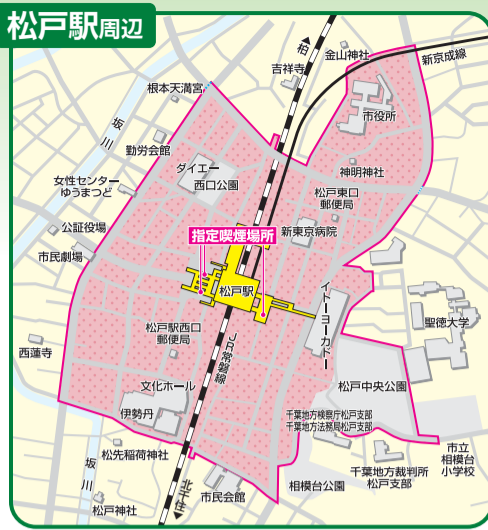 松戸駅周辺
金山神社
新京成線
柏
吉祥寺
根本天満宮
市役所
坂川
勤労会館
ダイエー
西口公園
神明神社
女性センター
ゆうまつど
松戸東口
郵便局
公証役場
指定喫煙場所
新東京病院
市民劇場
松戸駅
イトーヨーカドー
聖徳大学
松戸駅西口
郵便局
JR常磐線
西蓮寺
文化ホール
松戸中央公園
伊勢丹
千葉地方検察庁松戸支部
千葉地方法務局松戸支部
松先稲荷神社
市立
相模台
小学校
千葉地方裁判所
松戸支部
坂川
北千住
市民会館
相模台公園
松戸神社